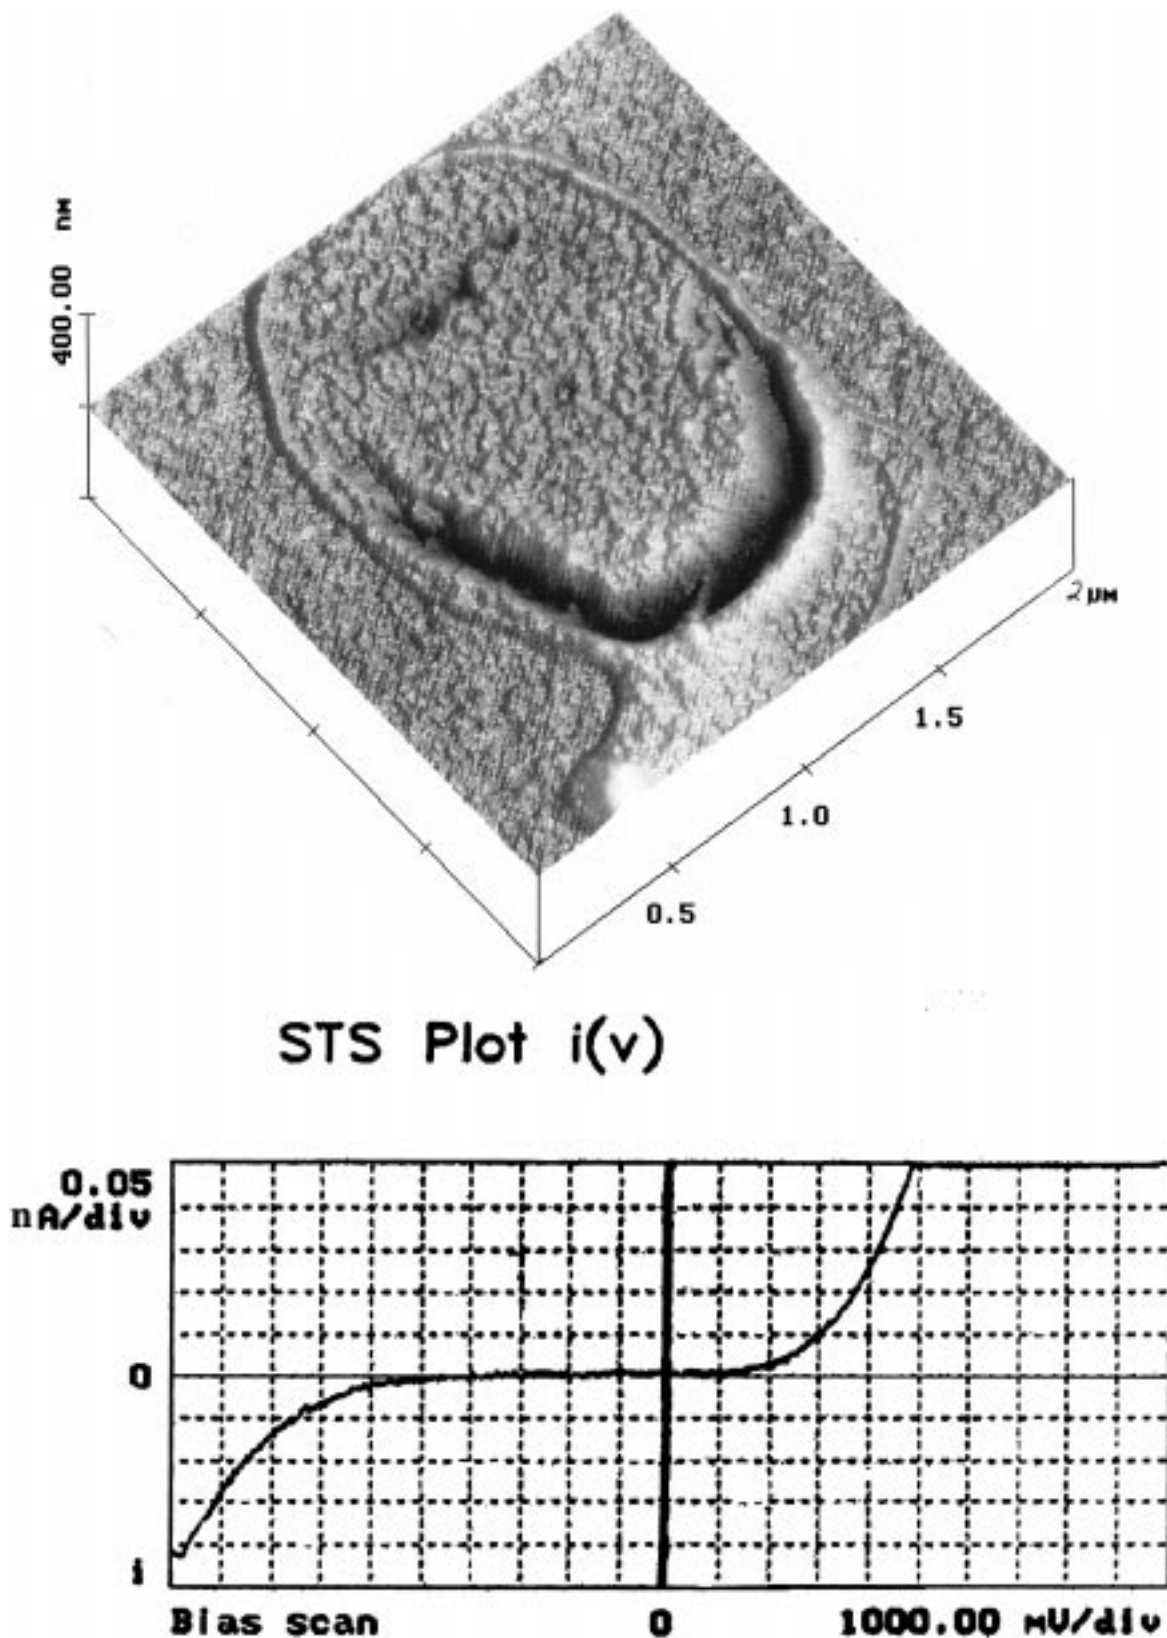 400.00 nM
2 μM
1.5
1.0
0.5
STS Plot i(v)
0.05
nA/div
0
i
Bias scan 0 1000.00 mV/div